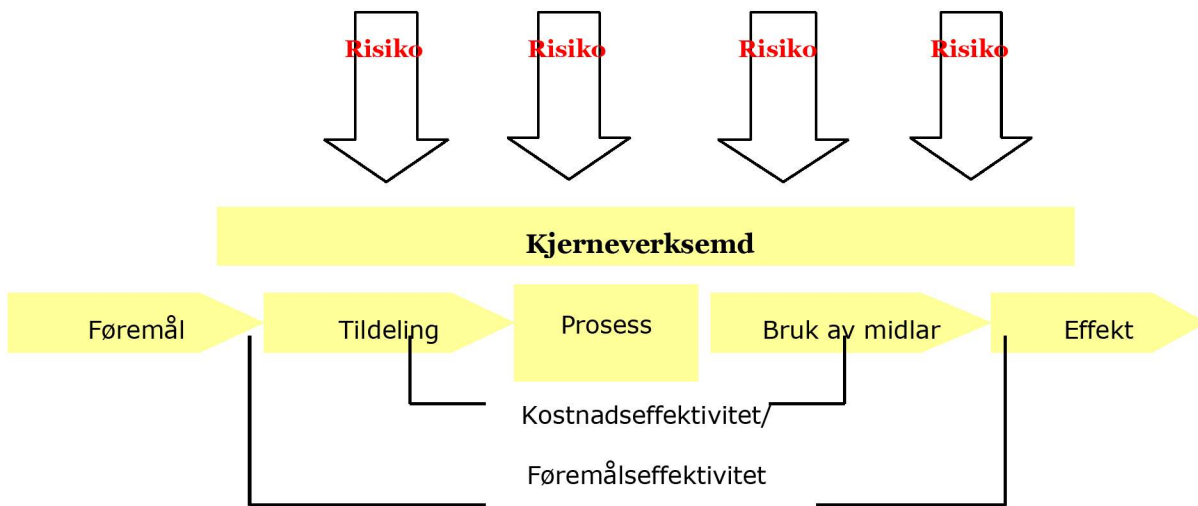 Risiko Risiko Risiko Risiko
Kjerneverksemd
Føremål Tildeling Prosess Bruk av midlar Effekt
Kostnadseffektivitet/
Føremålseffektivitet